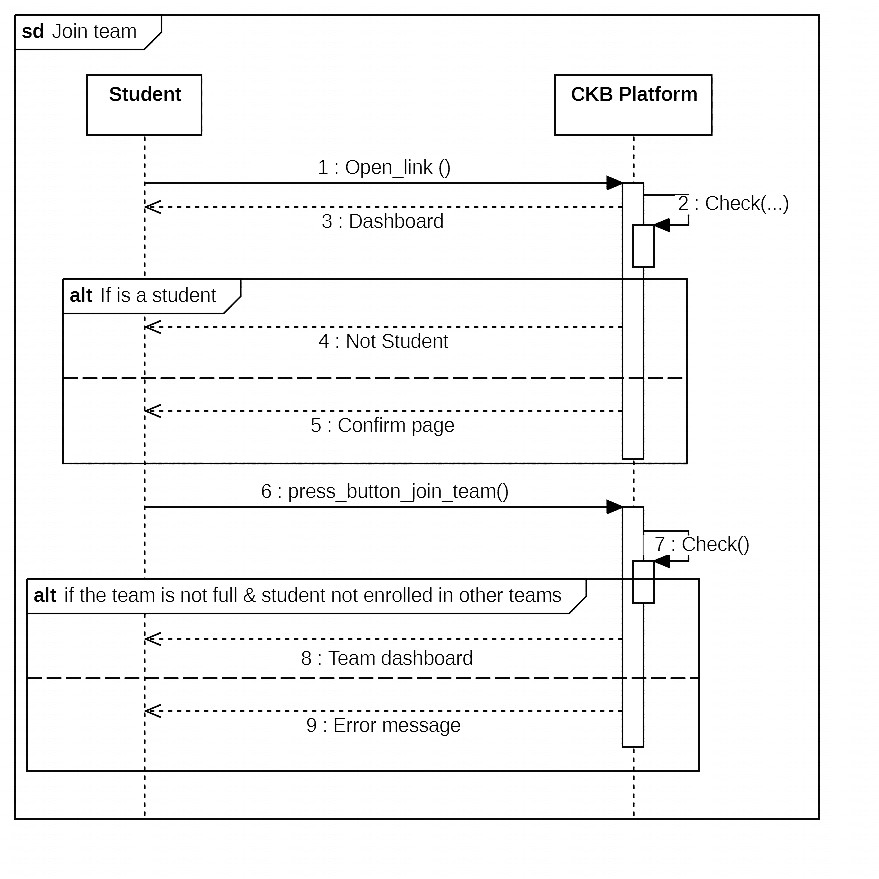 sd Join team
Student
CKB Platform
1 : Open_link ()
2 : Check(...)
3 : Dashboard
alt If is a student
4 : Not Student
5 : Confirm page
6 : press_button_join_team()
7 : Check()
alt if the team is not full & student not enrolled in other teams
8 : Team dashboard
9 : Error message